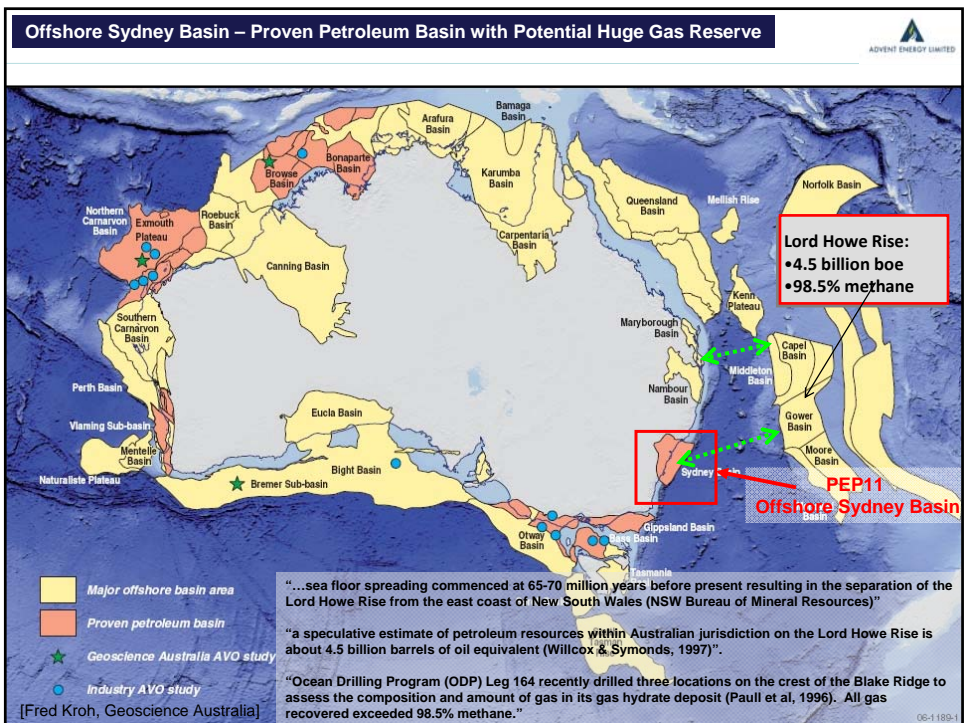 Offshore Sydney Basin – Proven Petroleum Basin with Potential Huge Gas Reserve
ADVENT ENERGY LIMITED
Bamaga
Basin
Arafura
Basin
Bonaparte
Basin
Browse
Basin
Karumba
Basin
Norfolk Basin
Northern
Carnarvon
Basin
Exmouth
Plateau
Roebuck
Basin
Queensland
Basin
Mellish Rise
Lord Howe Rise:
•4.5 billion boe
•98.5% methane
Carpentaria
Basin
Canning Basin
Kenn
Plateau
Southern
Carnarvon
Basin
Maryborough
Basin
Capel
Basin
Middleton
Basin
Perth Basin
Nambour
Basin
Eucla Basin
Gower
Basin
Vlaming Sub-basin
Mentelle
Basin
Moore
Basin
Bight Basin
Sydney
Naturaliste Plateau
Bremer Sub-basin
PEP11
Offshore Sydney Basin
Basin
Gippsland Basin
Otway
Basin
Bass Basin
Tasmania
Major offshore basin area
Proven petroleum basin
Geoscience Australia AVO study
Industry AVO study
[Fred Kroh, Geoscience Australia]
“...sea floor spreading commenced at 65-70 million years before present resulting in the separation of the
Lord Howe Rise from the east coast of New South Wales (NSW Bureau of Mineral Resources)”
“a speculative estimate of petroleum resources within Australian jurisdiction on the Lord Howe Rise is
about 4.5 billion barrels of oil equivalent (Willcox & Symonds, 1997)”.
“Ocean Drilling Program (ODP) Leg 164 recently drilled three locations on the crest of the Blake Ridge to
assess the composition and amount of gas in its gas hydrate deposit (Paull et al, 1996). All gas
recovered exceeded 98.5% methane.”
06-1189-1